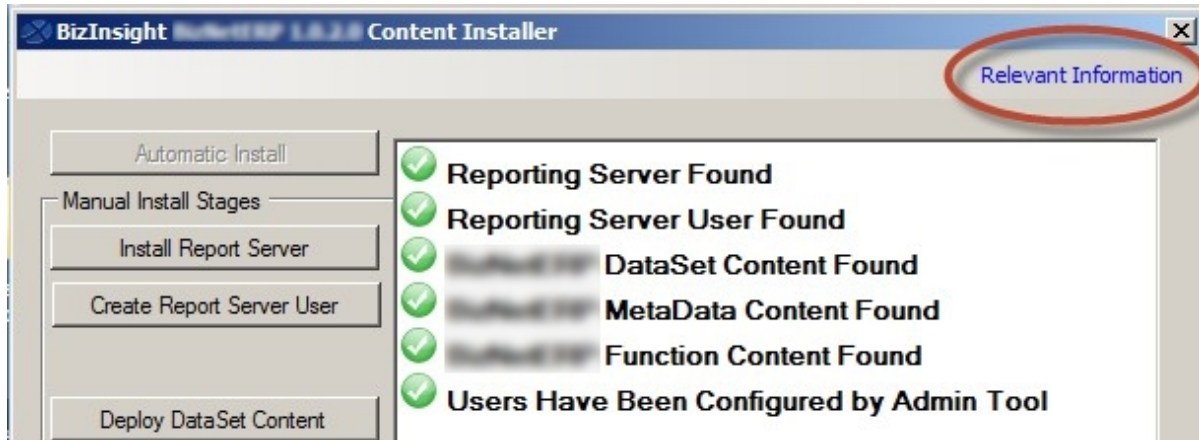 BizInsight Content Installer
Relevant Information
Automatic Install
Manual Install Stages
Install Report Server
Create Report Server User
Deploy DataSet Content
Reporting Server Found
Reporting Server User Found
DataSet Content Found
MetaData Content Found
Function Content Found
Users Have Been Configured by Admin Tool